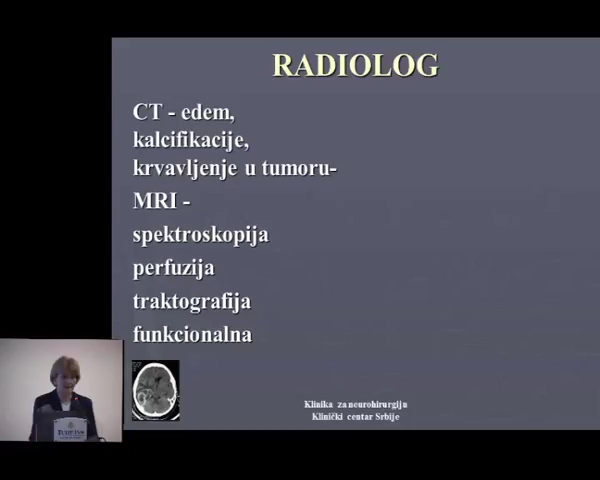 RADIOLOG
CT - edem,
kalcifikacije,
krvavljenje u tumoru-
MRI -
spektroskopija
perfuzija
traktografija
funkcionalna
Klinika za neurohirurgiju
Klinički centar Srbije